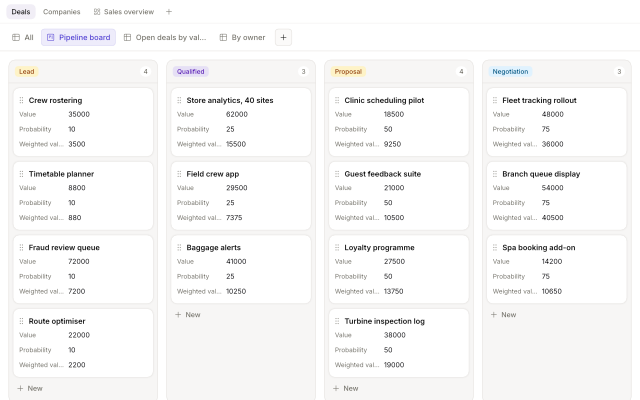 Deals Companies Sales overview +
All Pipeline board Open deals by val... By owner +
Lead 4
Crew rostering
Value 35000
Probability 10
Weighted val... 3500
Timetable planner
Value 8800
Probability 10
Weighted val... 880
Fraud review queue
Value 72000
Probability 10
Weighted val... 7200
Route optimiser
Value 22000
Probability 10
Weighted val... 2200
+ New
Qualified 3
Store analytics, 40 sites
Value 62000
Probability 25
Weighted val... 15500
Field crew app
Value 29500
Probability 25
Weighted val... 7375
Baggage alerts
Value 41000
Probability 25
Weighted val... 10250
+ New
Proposal 4
Clinic scheduling pilot
Value 18500
Probability 50
Weighted val... 9250
Guest feedback suite
Value 21000
Probability 50
Weighted val... 10500
Loyalty programme
Value 27500
Probability 50
Weighted val... 13750
Turbine inspection log
Value 38000
Probability 50
Weighted val... 19000
+ New
Negotiation 3
Fleet tracking rollout
Value 48000
Probability 75
Weighted val... 36000
Branch queue display
Value 54000
Probability 75
Weighted val... 40500
Spa booking add-on
Value 14200
Probability 75
Weighted val... 10650
+ New